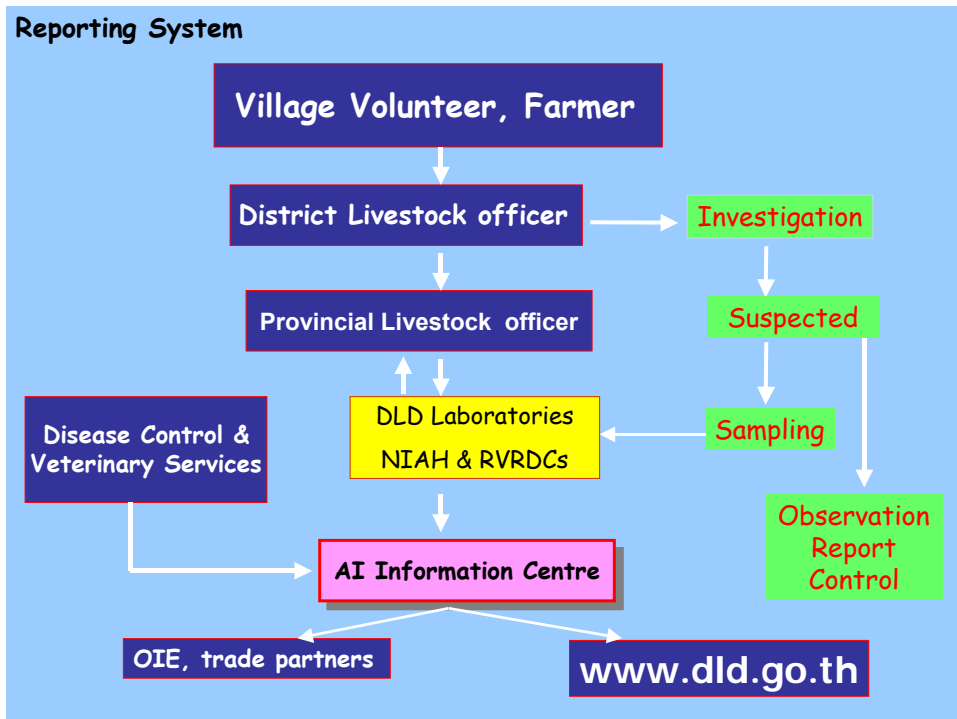 Reporting System
Village Volunteer, Farmer
District Livestock officer
Investigation
Provincial Livestock officer
Suspected
Disease Control &
Veterinary Services
DLD Laboratories
NIAH & RVRDCs
Sampling
Observation
Report
Control
AI Information Centre
OIE, trade partners
www.dld.go.th